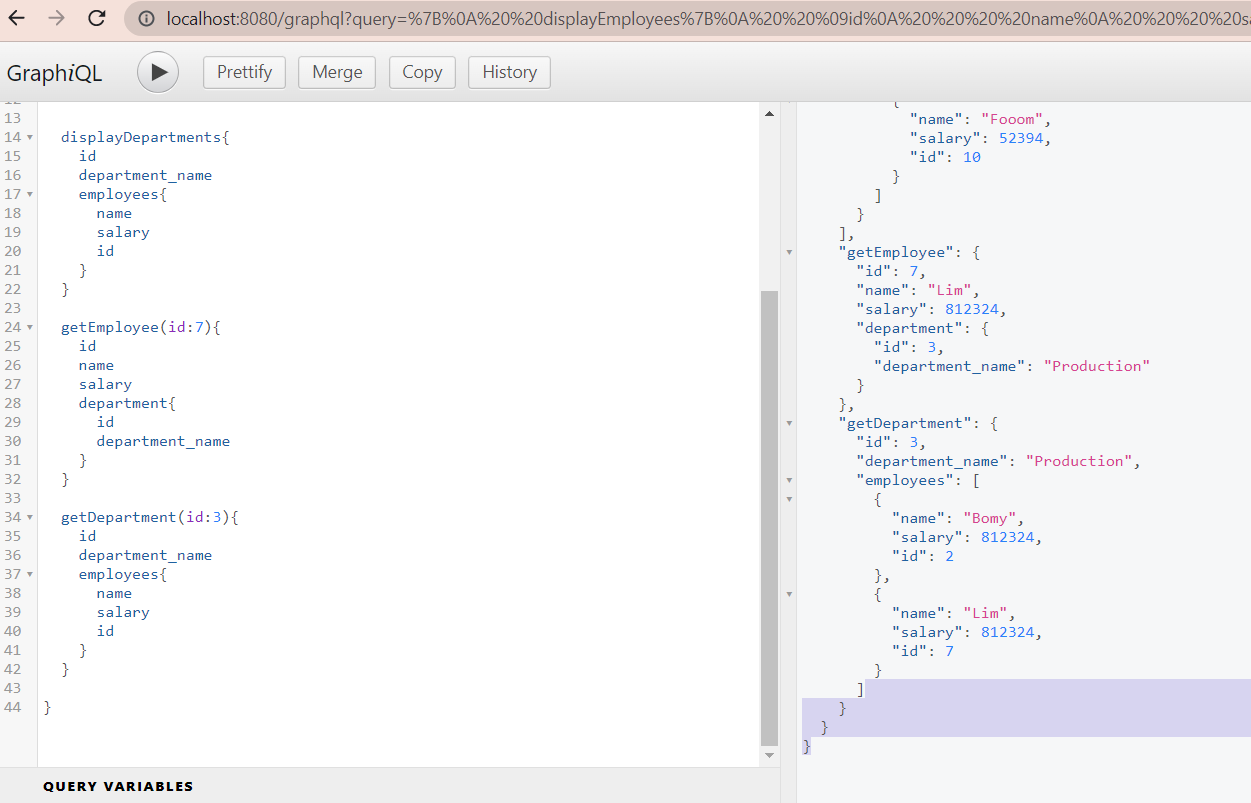 localhost:8080/graphql?query=%7B%0A%20%20displayEmployees%7B%0A%20%20%09id%0A%20%20%20%20name%0A%20%20%20%20sa
GraphiQL
Prettify Merge Copy History
13
14 displayDepartments{
15 id
16 department_name
17 employees{
18 name
19 salary
20 id
21 }
22 }
23
24 getEmployee(id:7){
25 id
26 name
27 salary
28 department{
29 id
30 department_name
31 }
32 }
33
34 getDepartment(id:3){
35 id
36 department_name
37 employees{
38 name
39 salary
40 id
41 }
42 }
43
44 }
QUERY VARIABLES
{
"name": "Fooom",
"salary": 52394,
"id": 10
}
]
}
],
"getEmployee": {
"id": 7,
"name": "Lim",
"salary": 812324,
"department": {
"id": 3,
"department_name": "Production"
}
},
"getDepartment": {
"id": 3,
"department_name": "Production",
"employees": [
{
"name": "Bomy",
"salary": 812324,
"id": 2
},
{
"name": "Lim",
"salary": 812324,
"id": 7
}
]
}
}
}